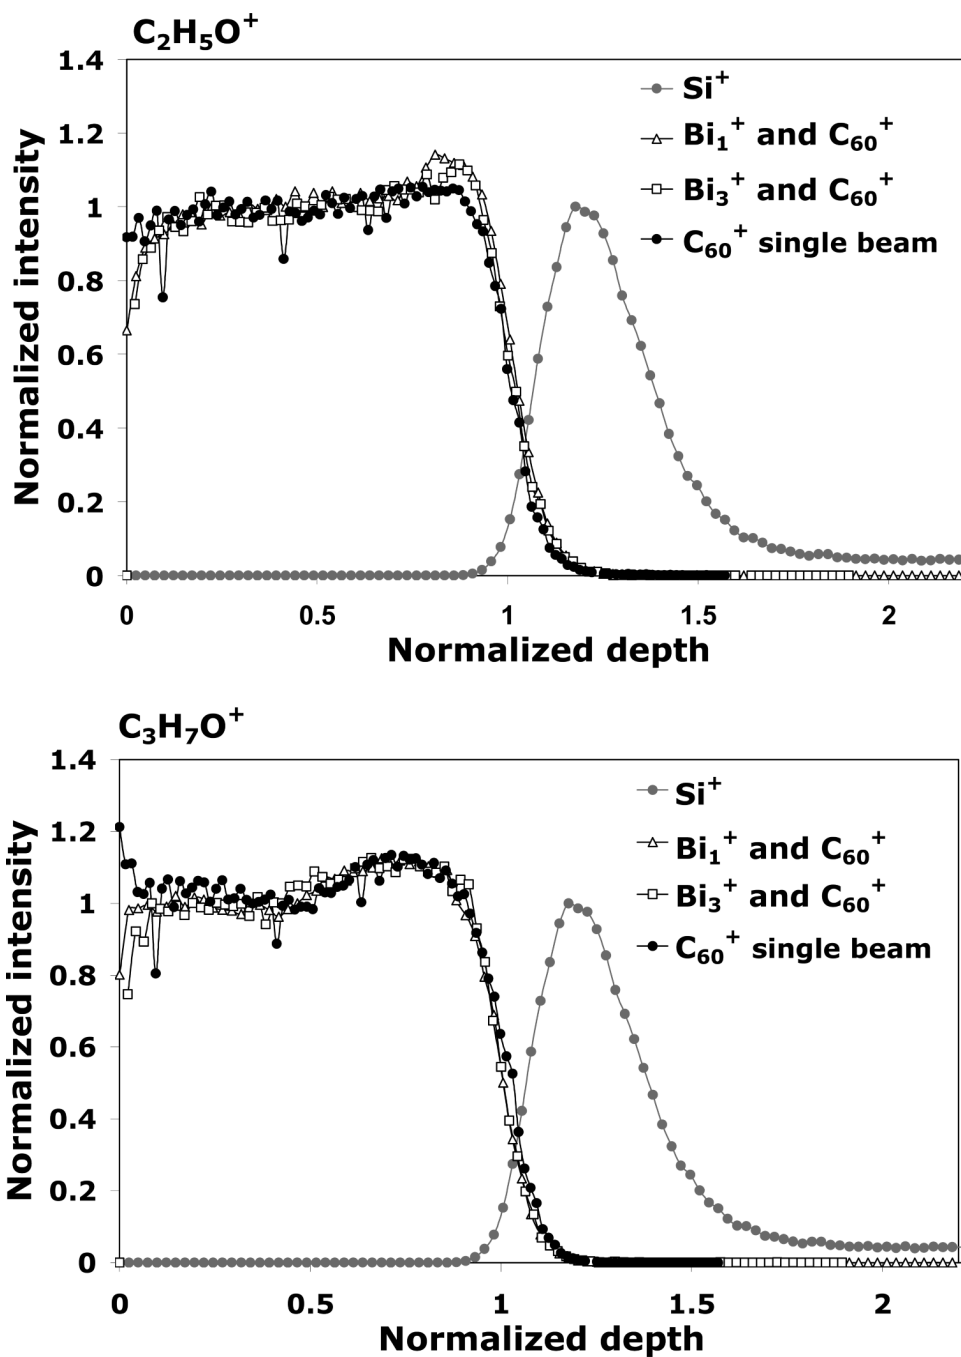 C₂H₅O⁺
1.4
1.2
1
0.8
0.6
0.4
0.2
0
Normalized intensity
Si⁺
Bi₁⁺ and C₆₀⁺
Bi₃⁺ and C₆₀⁺
C₆₀⁺ single beam
0 0.5 1 1.5 2
Normalized depth
C₃H₇O⁺
1.4
1.2
1
0.8
0.6
0.4
0.2
0
Normalized intensity
Si⁺
Bi₁⁺ and C₆₀⁺
Bi₃⁺ and C₆₀⁺
C₆₀⁺ single beam
0 0.5 1 1.5 2
Normalized depth